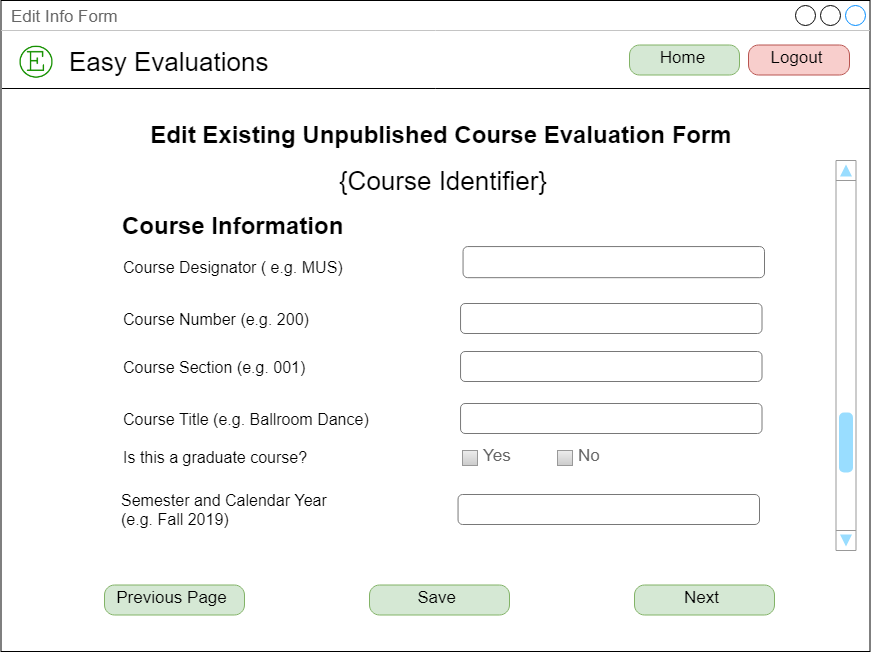 Edit Info Form
E Easy Evaluations
Home
Logout
Edit Existing Unpublished Course Evaluation Form
{Course Identifier}
Course Information
Course Designator ( e.g. MUS)
Course Number (e.g. 200)
Course Section (e.g. 001)
Course Title (e.g. Ballroom Dance)
Is this a graduate course?
Yes
No
Semester and Calendar Year
(e.g. Fall 2019)
Previous Page
Save
Next